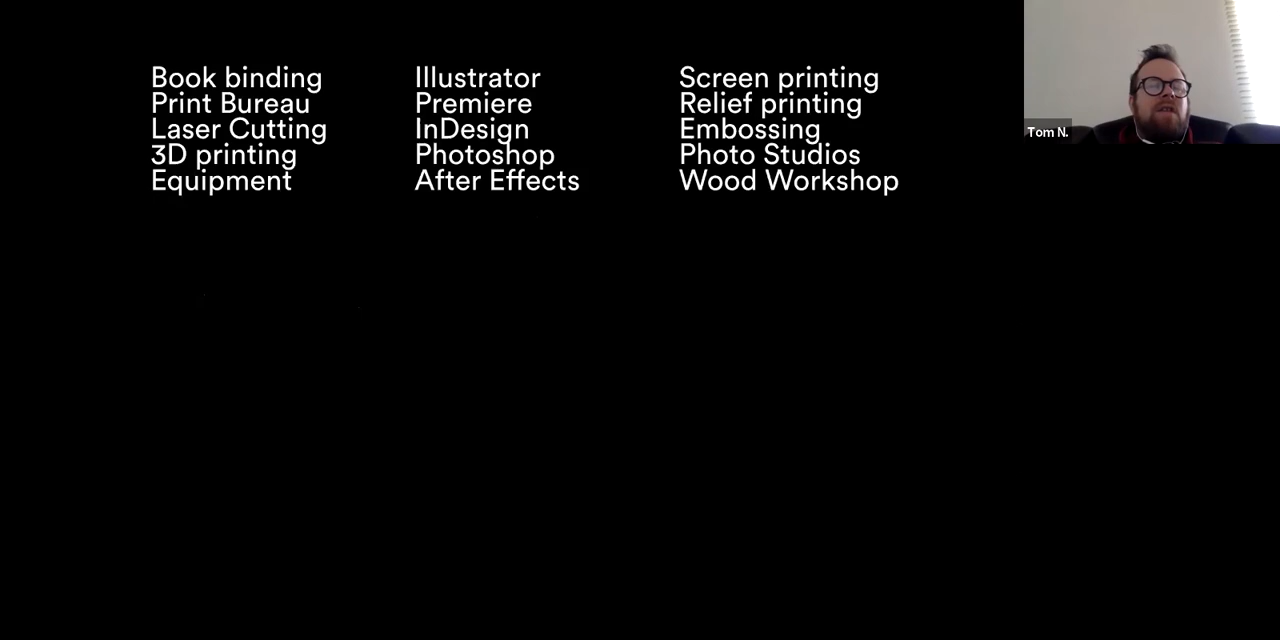 Book binding
Print Bureau
Laser Cutting
3D printing
Equipment
Illustrator
Premiere
InDesign
Photoshop
After Effects
Screen printing
Relief printing
Embossing
Photo Studios
Wood Workshop
Tom N.